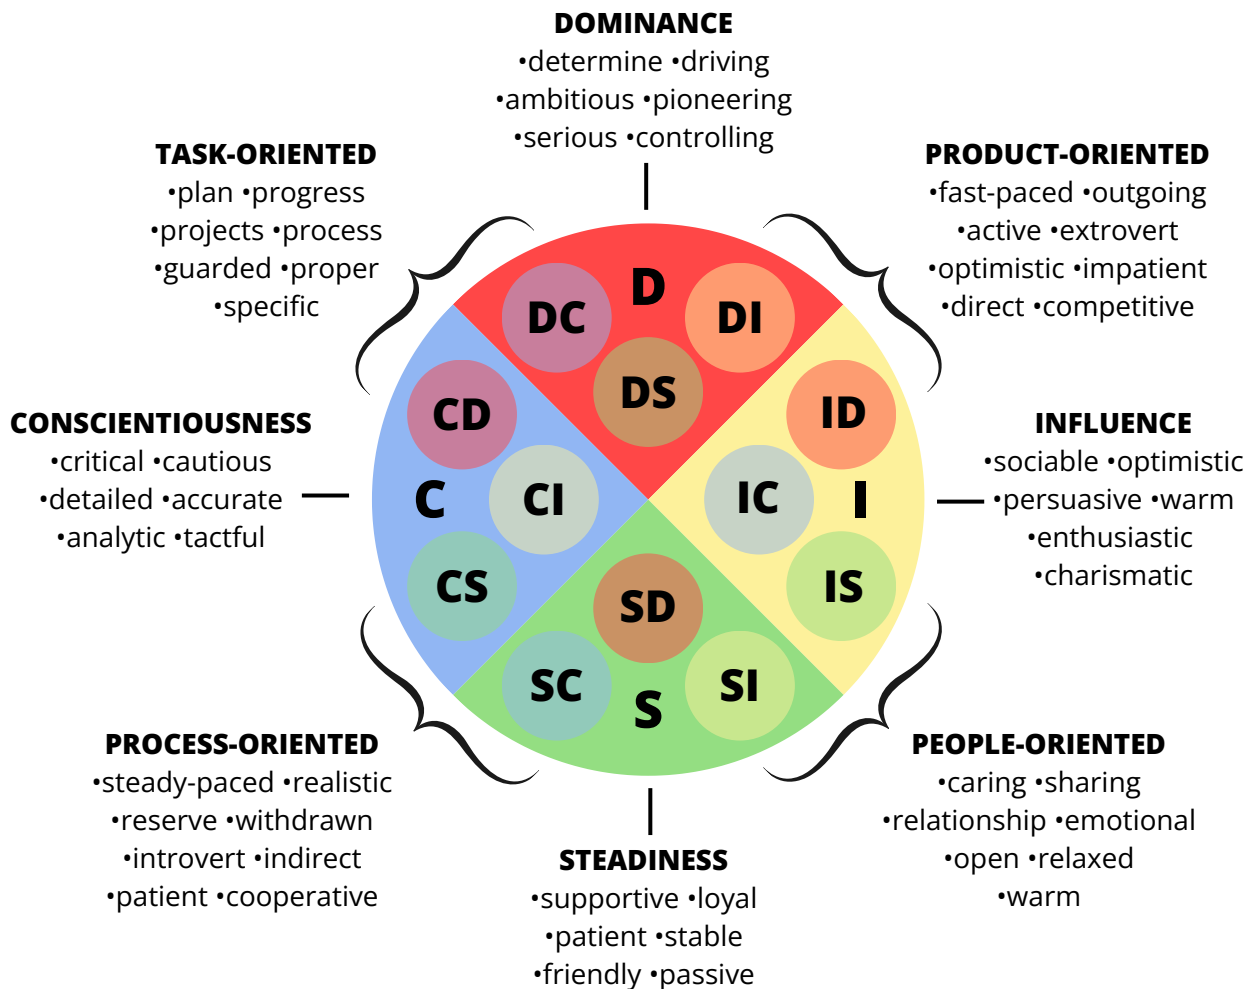 DOMINANCE
•determine •driving
•ambitious •pioneering
•serious •controlling
TASK-ORIENTED
•plan •progress
•projects •process
•guarded •proper
•specific
PRODUCT-ORIENTED
•fast-paced •outgoing
•active •extrovert
•optimistic •impatient
•direct •competitive
D
DC
DI
DS
CONSCIENTIOUSNESS
•critical •cautious
•detailed •accurate
•analytic •tactful
CD
C
CI
CS
ID
IC
I
IS
INFLUENCE
•sociable •optimistic
•persuasive •warm
•enthusiastic
•charismatic
SD
SC
S
SI
PROCESS-ORIENTED
•steady-paced •realistic
•reserve •withdrawn
•introvert •indirect
•patient •cooperative
PEOPLE-ORIENTED
•caring •sharing
•relationship •emotional
•open •relaxed
•warm
STEADINESS
•supportive •loyal
•patient •stable
•friendly •passive